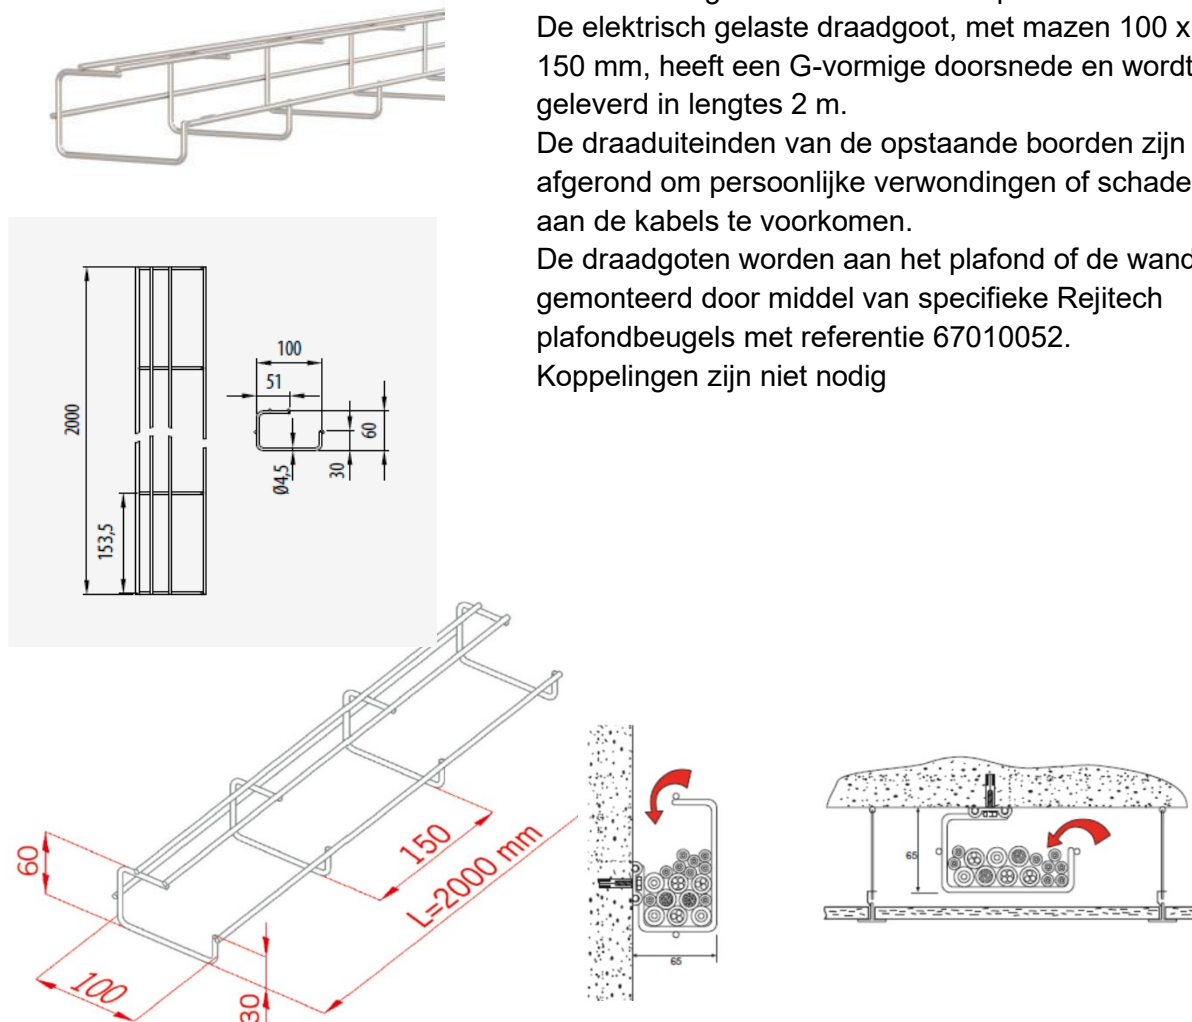 De elektrisch gelaste draadgoot, met mazen 100 x
150 mm, heeft een G-vormige doorsnede en wordt
geleverd in lengtes 2 m.
De draaduiteinden van de opstaande boorden zijn
afgerond om persoonlijke verwondingen of schade
aan de kabels te voorkomen.
De draadgoten worden aan het plafond of de wand
gemonteerd door middel van specifieke Rejitech
plafondbeugels met referentie 67010052.
Koppelingen zijn niet nodig
2000
153,5
100
51
60
30
Ø4,5
60
100
30
150
L=2000 mm
65
65